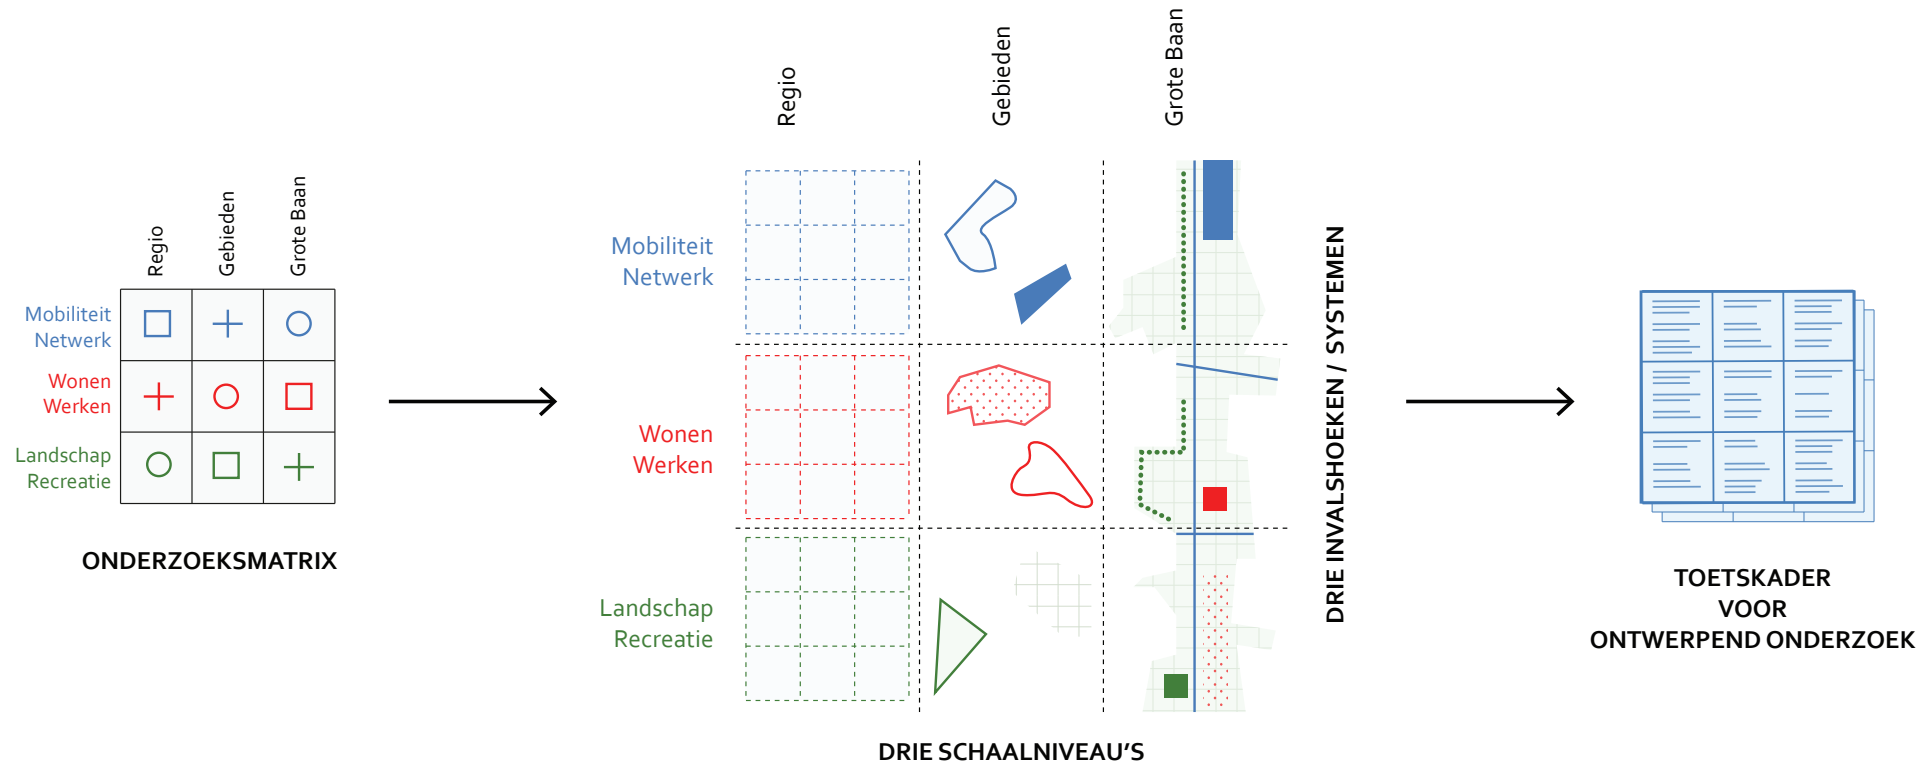 Regio
Gebieden
Grote Baan
Mobiliteit
Netwerk
Wonen
Werken
Landschap
Recreatie
ONDERZOEKSMATRIX
Regio
Gebieden
Grote Baan
Mobiliteit
Netwerk
Wonen
Werken
Landschap
Recreatie
DRIE SCHAALNIVEAU'S
DRIE INVALSHOEKEN / SYSTEMEN
TOETSKADER
VOOR
ONTWERPEND ONDERZOEK